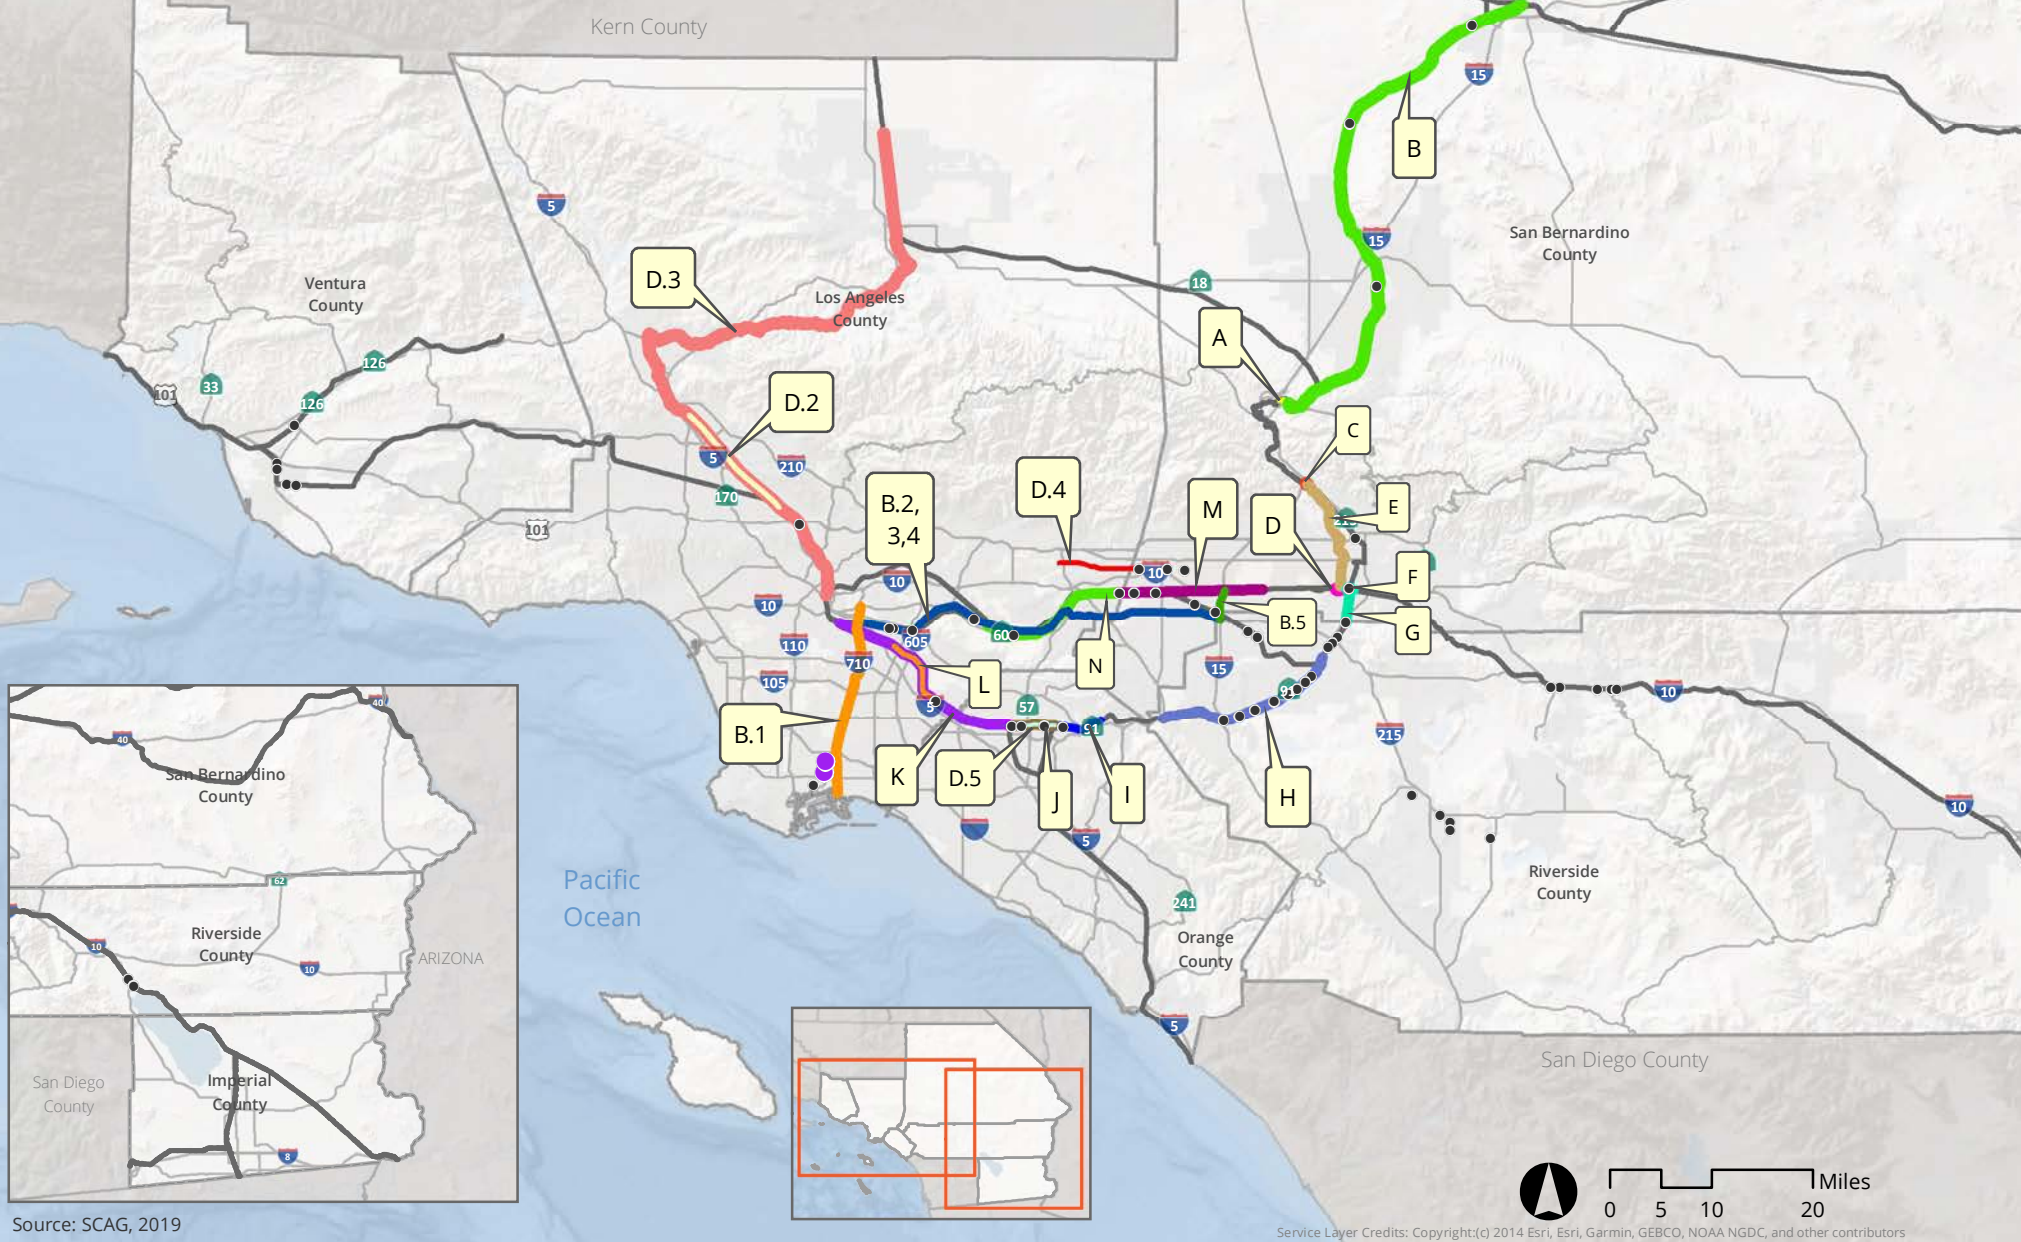 Kern County
15
B
5
15
San Bernardino
County
D.3
Ventura
County
18
Los Angeles
County
A
126
33
101
126
D.2
C
5
210
170
B.2,
3,4
D.4
M
D
E
215
101
10
10
F
10
60
605
B.5
G
110
710
N
15
L
105
5
57
91
10
B.1
91
215
K
D.5
J
I
H
10
5
Pacific
Ocean
Riverside
County
241
Orange
County
5
San Diego County
40
40
San Bernardino
County
62
Riverside
County
10
10
ARIZONA
San Diego
County
Imperial
County
8
Miles
0 5 10 20
Source: SCAG, 2019
Service Layer Credits: Copyright:(c) 2014 Esri, Esri, Garmin, GEBCO, NOAA NGDC, and other contributors